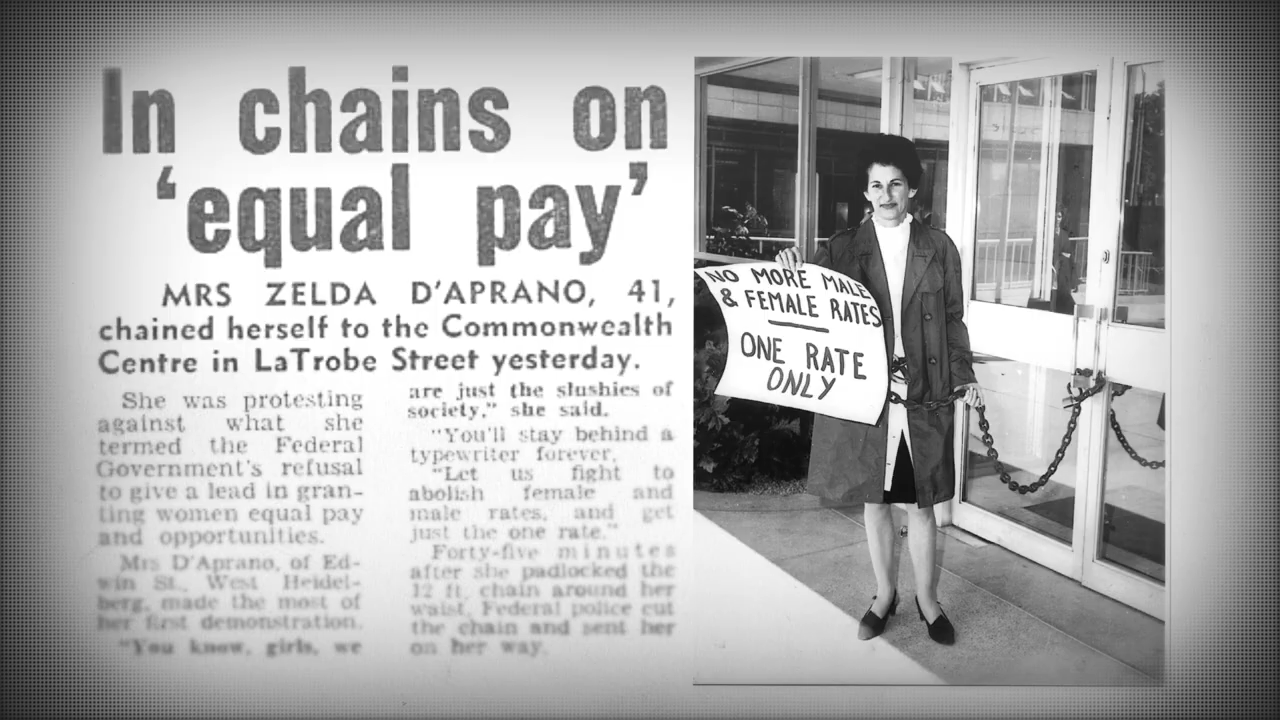 In chains on
'equal pay'
MRS ZELDA D'APRANO, 41,
chained herself to the Commonwealth
Centre in LaTrobe Street yesterday.
She was protesting
against what she
termed the Federal
Government's refusal
to give a lead in gran-
ting women equal pay
and opportunities.
Mrs D'Aprano, of Ed-
win St., West Heidel-
berg, made the most of
her first demonstration.
"You know, girls, we
are just the slushies of
society," she said.
"You'll stay behind a
typewriter forever.
"Let us fight to
abolish female and
male rates, and get
just the one rate."
Forty-five minutes
after she padlocked the
12 ft. chain around her
waist, Federal police cut
the chain and sent her
on her way.
NO MORE MALE
& FEMALE RATES
ONE RATE
ONLY